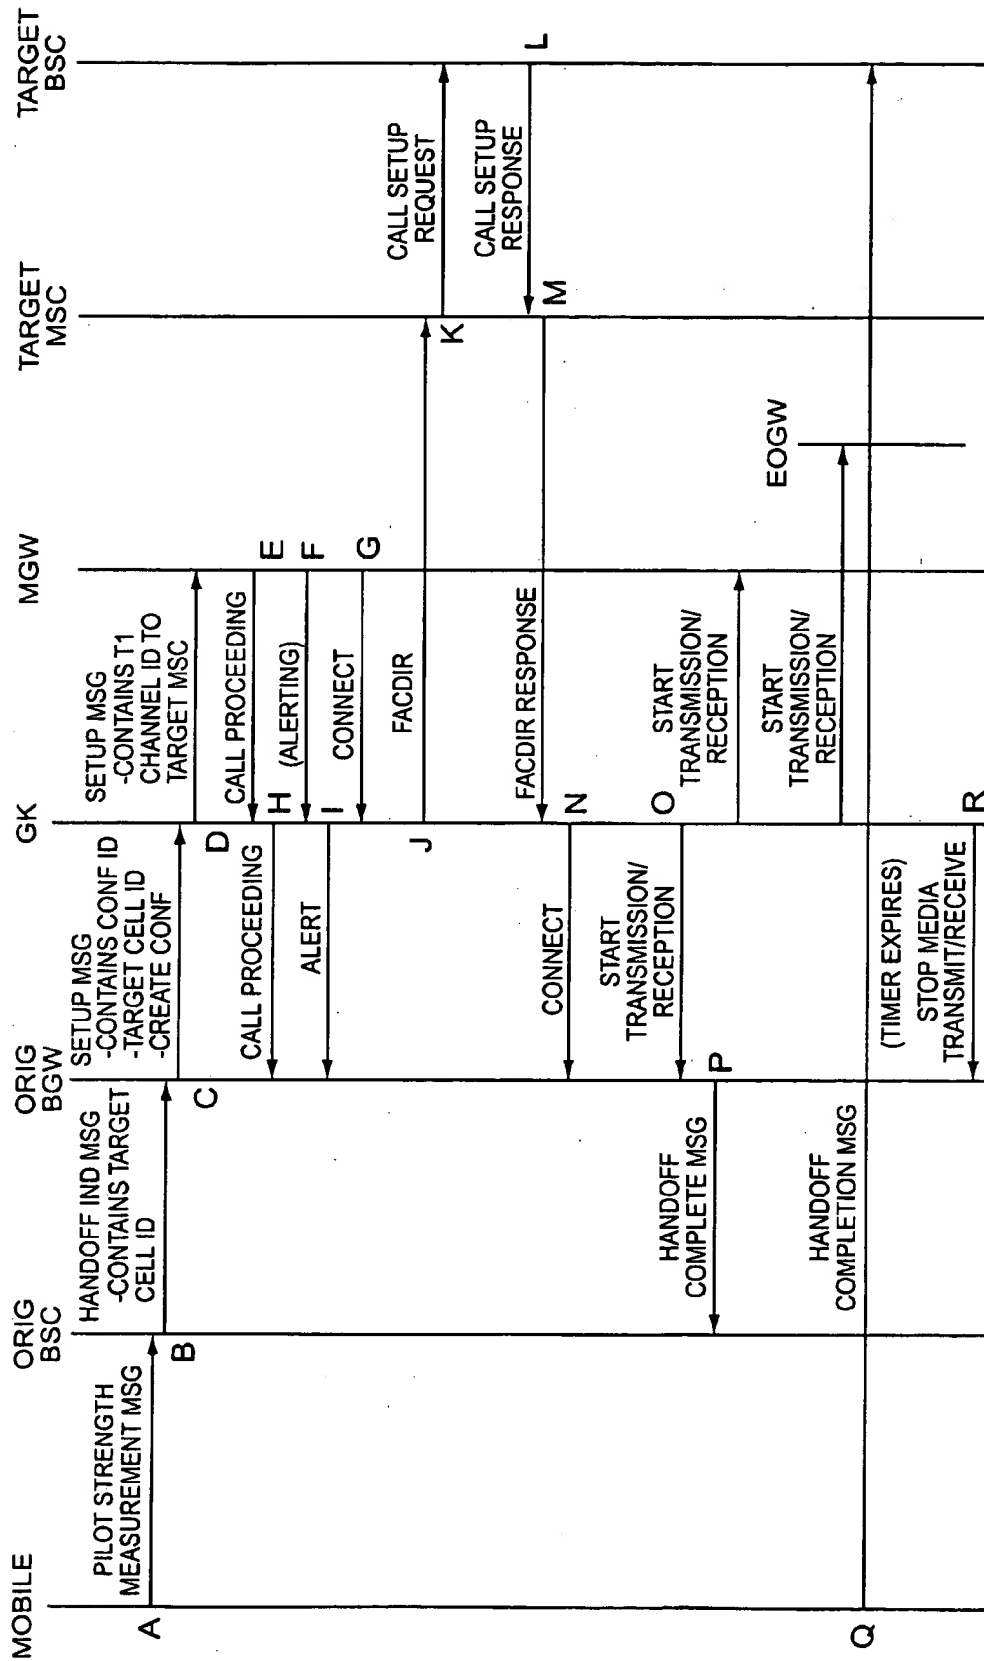 MOBILE
ORIG
BSC
ORIG
BGW
GK
MGW
TARGET
MSC
TARGET
BSC
PILOT STRENGTH
MEASUREMENT MSG
A
HANDOFF IND MSG
-CONTAINS TARGET
CELL ID
B
SETUP MSG
-CONTAINS CONF ID
-TARGET CELL ID
-CREATE CONF
C
SETUP MSG
-CONTAINS T1
CHANNEL ID TO
TARGET MSC
D
CALL PROCEEDING
E
CALL PROCEEDING
H
(ALERTING)
F
ALERT
I
CONNECT
G
FACDIR
J
K
CALL SETUP
REQUEST
CALL SETUP
RESPONSE
L
M
FACDIR RESPONSE
CONNECT
N
START
TRANSMISSION/
RECEPTION
O
START
TRANSMISSION/
RECEPTION
HANDOFF
COMPLETE MSG
P
START
TRANSMISSION/
RECEPTION
EOGW
HANDOFF
COMPLETION MSG
Q
(TIMER EXPIRES)
STOP MEDIA
TRANSMIT/RECEIVE
R